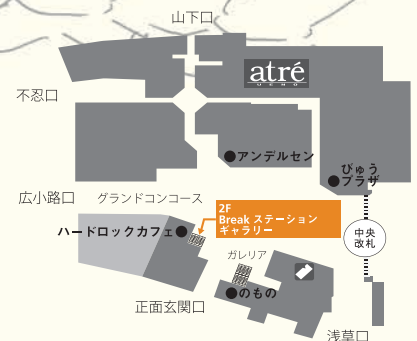 山下口
atré
UENO
不忍口
アンデルセン
びゅう
プラザ
広小路口
グランドコンコース
2F
Break ステーション
ギャラリー
ハードロックカフェ
中央
改札
ガレリア
のもの
正面玄関口
浅草口